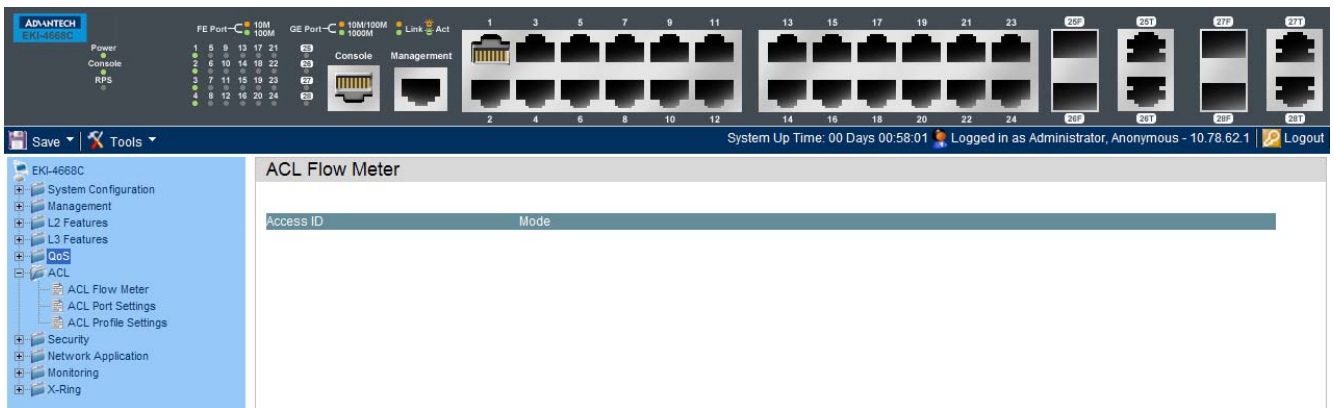 ADVANTECH
EKI-4668C
FE Port 10M 100M GE Port 10M/100M 1000M Link Act
Power
Console
RPS
1 5 9 13 17 21 25
2 6 10 14 18 22 26
3 7 11 15 19 23 27
4 8 12 16 20 24 28
Console Management
1 3 5 7 9 11 13 15 17 19 21 23 25F 25T 27F 27T
2 4 6 8 10 12 14 16 18 20 22 24 26F 26T 28F 28T
Save Tools System Up Time: 00 Days 00:58:01 Logged in as Administrator, Anonymous - 10.78.62.1 Logout
EKI-4668C
System Configuration
Management
L2 Features
L3 Features
QoS
ACL
ACL Flow Meter
ACL Port Settings
ACL Profile Settings
Security
Network Application
Monitoring
X-Ring
ACL Flow Meter
Access ID Mode